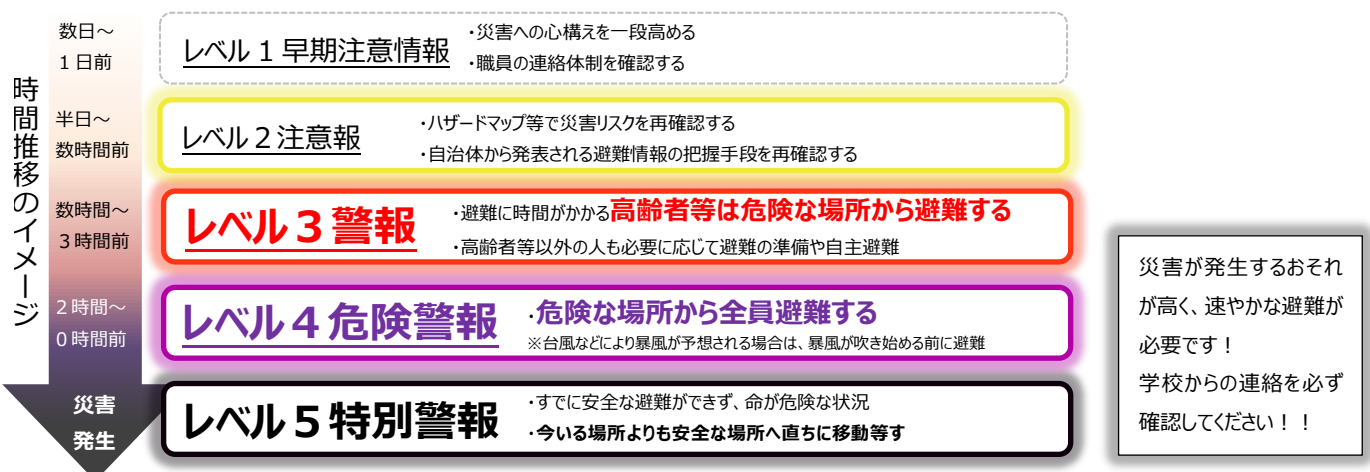 時間推移のイメージ
数日～
１日前
レベル１早期注意情報
・災害への心構えを一段高める
・職員の連絡体制を確認する
半日～
数時間前
レベル２注意報
・ハザードマップ等で災害リスクを再確認する
・自治体から発表される避難情報の把握手段を再確認する
数時間～
３時間前
レベル３警報
・避難に時間がかかる高齢者等は危険な場所から避難する
・高齢者等以外の人も必要に応じて避難の準備や自主避難
２時間～
０時間前
レベル４危険警報
・危険な場所から全員避難する
※台風などにより暴風が予想される場合は、暴風が吹き始める前に避難
災害
発生
レベル５特別警報
・すでに安全な避難ができず、命が危険な状況
・今いる場所よりも安全な場所へ直ちに移動等す
災害が発生するおそれ
が高く、速やかな避難が
必要です！
学校からの連絡を必ず
確認してください！！